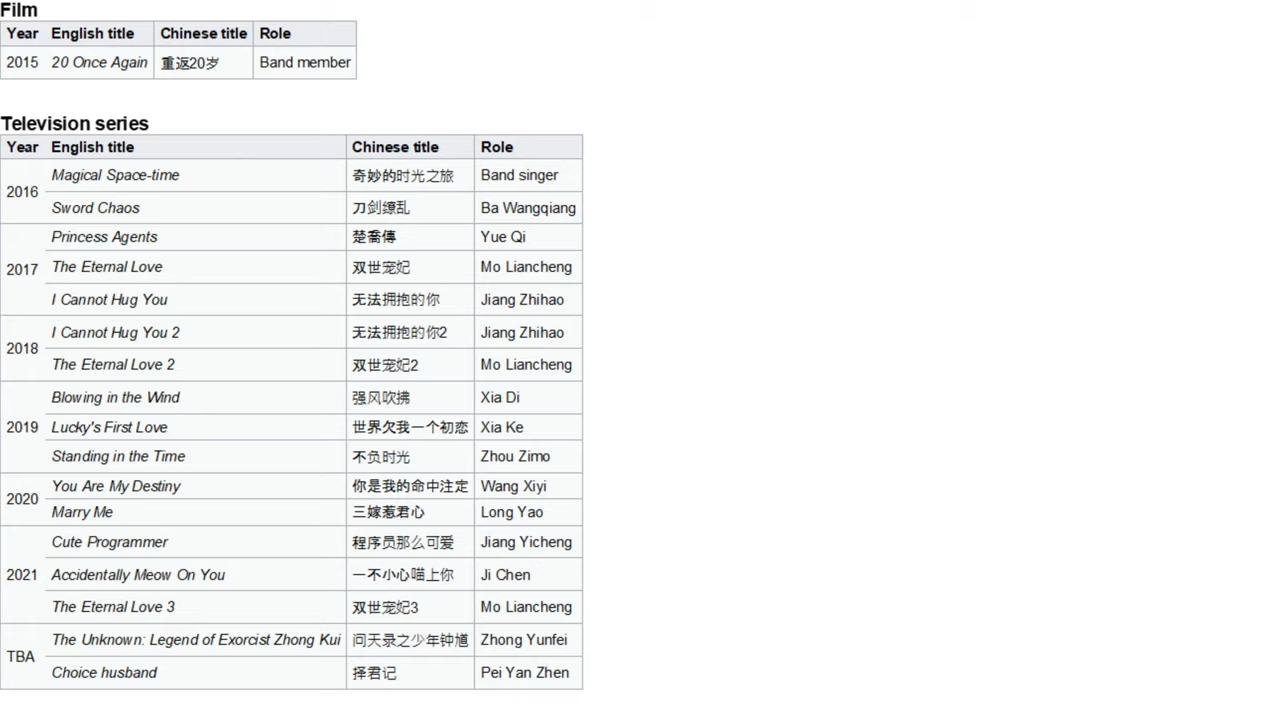 Film
Year English title Chinese title Role
2015 20 Once Again 重返20岁 Band member
Television series
Year English title Chinese title Role
2016 Magical Space-time 奇妙的时光之旅 Band singer
Sword Chaos 刀剑缭乱 Ba Wangqiang
2017 Princess Agents 楚喬傳 Yue Qi
The Eternal Love 双世宠妃 Mo Liancheng
I Cannot Hug You 无法拥抱的你 Jiang Zhihao
2018 I Cannot Hug You 2 无法拥抱的你2 Jiang Zhihao
The Eternal Love 2 双世宠妃2 Mo Liancheng
2019 Blowing in the Wind 强风吹拂 Xia Di
Lucky's First Love 世界欠我一个初恋 Xia Ke
Standing in the Time 不负时光 Zhou Zimo
2020 You Are My Destiny 你是我的命中注定 Wang Xiyi
Marry Me 三嫁惹君心 Long Yao
2021 Cute Programmer 程序员那么可爱 Jiang Yicheng
Accidentally Meow On You 一不小心喵上你 Ji Chen
The Eternal Love 3 双世宠妃3 Mo Liancheng
TBA The Unknown: Legend of Exorcist Zhong Kui 问天录之少年钟馗 Zhong Yunfei
Choice husband 择君记 Pei Yan Zhen